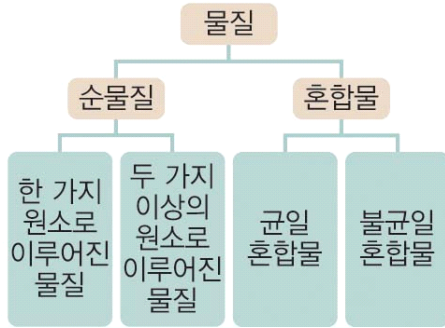 물질
순물질
혼합물
한 가지
원소로
이루어진
물질
두 가지
이상의
원소로
이루어진
물질
균일
혼합물
불균일
혼합물